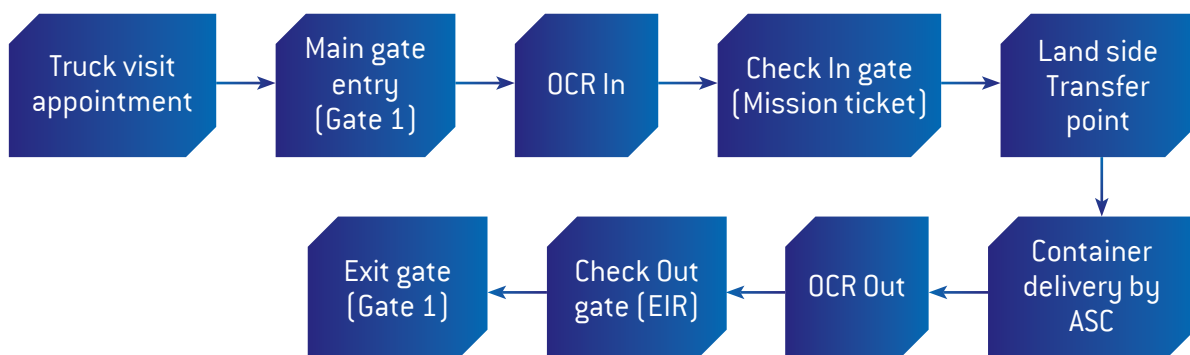 Truck visit
appointment
Main gate
entry
(Gate 1)
OCR In
Check In gate
(Mission ticket)
Land side
Transfer
point
Container
delivery by
ASC
OCR Out
Check Out
gate (EIR)
Exit gate
(Gate 1)